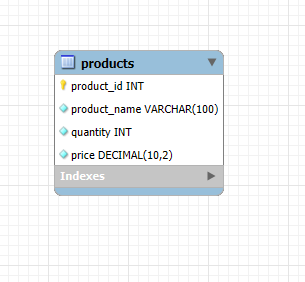 products
product_id INT
product_name VARCHAR(100)
quantity INT
price DECIMAL(10,2)
Indexes